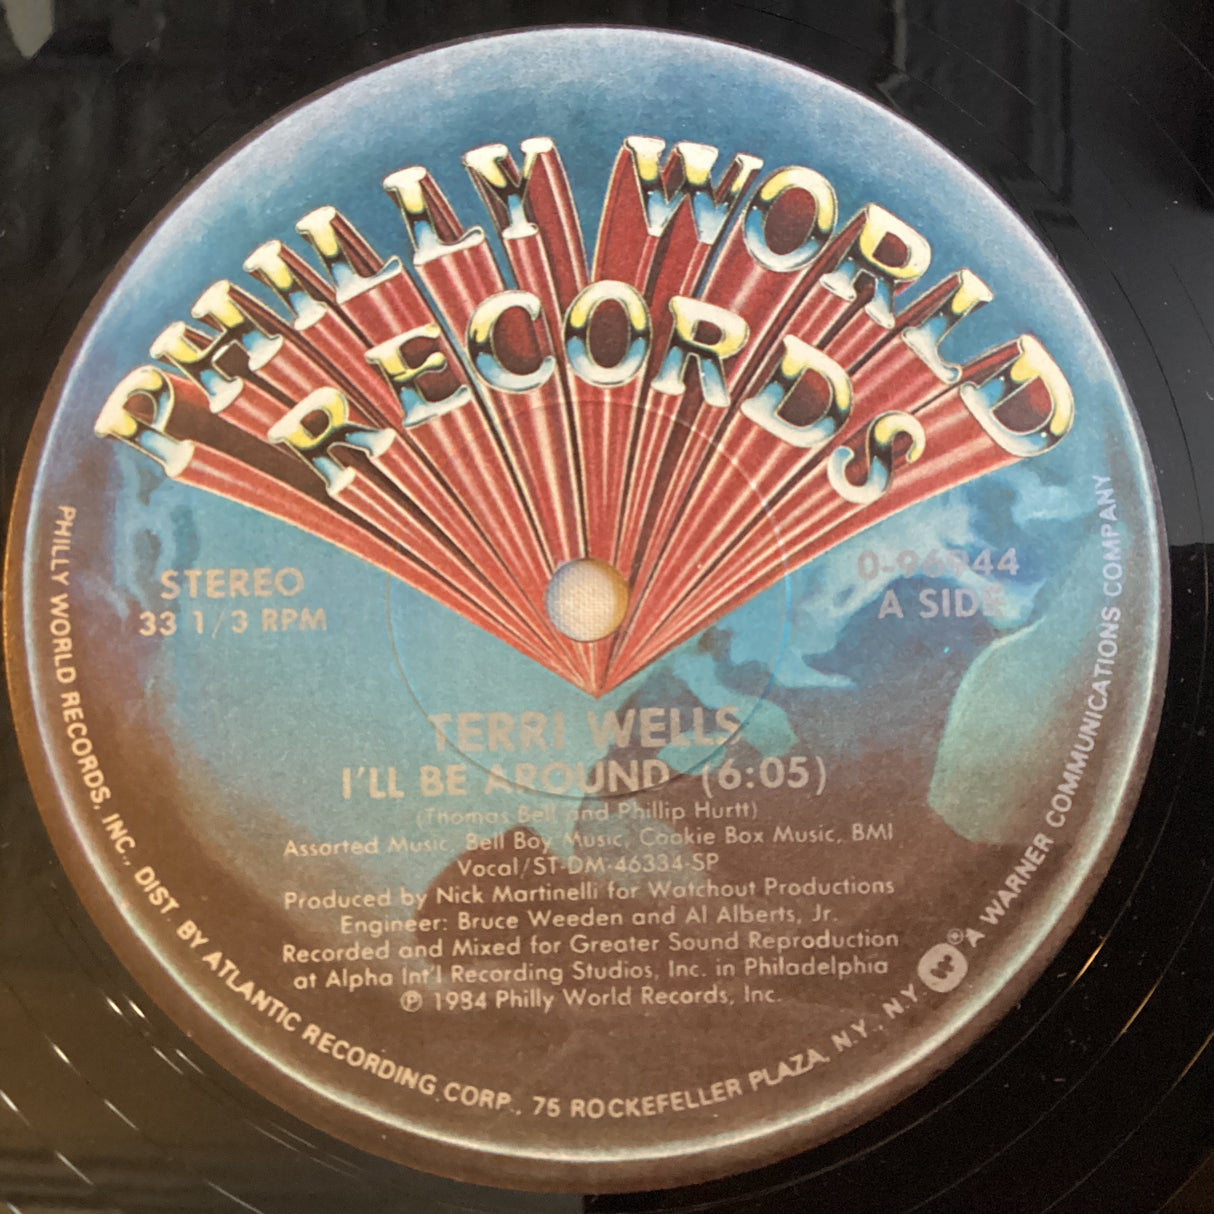 PHILLY WORLD
RECORDS
STEREO
33 1/3 RPM
0-96944
A SIDE
TERRI WELLS
I'LL BE AROUND (6:05)
(Thomas Bell and Phillip Hurtt)
Assorted Music, Bell Boy Music, Cookie Box Music, BMI
Vocal/ST-DM-46334-SP
Produced by Nick Martinelli for Watchout Productions
Engineer: Bruce Weeden and Al Alberts, Jr.
Recorded and Mixed for Greater Sound Reproduction
at Alpha Int'l Recording Studios, Inc. in Philadelphia
℗ 1984 Philly World Records, Inc.
PHILLY WORLD RECORDS, INC., DIST. BY ATLANTIC RECORDING CORP., 75 ROCKEFELLER PLAZA, N.Y., N.Y. ® A WARNER COMMUNICATIONS COMPANY